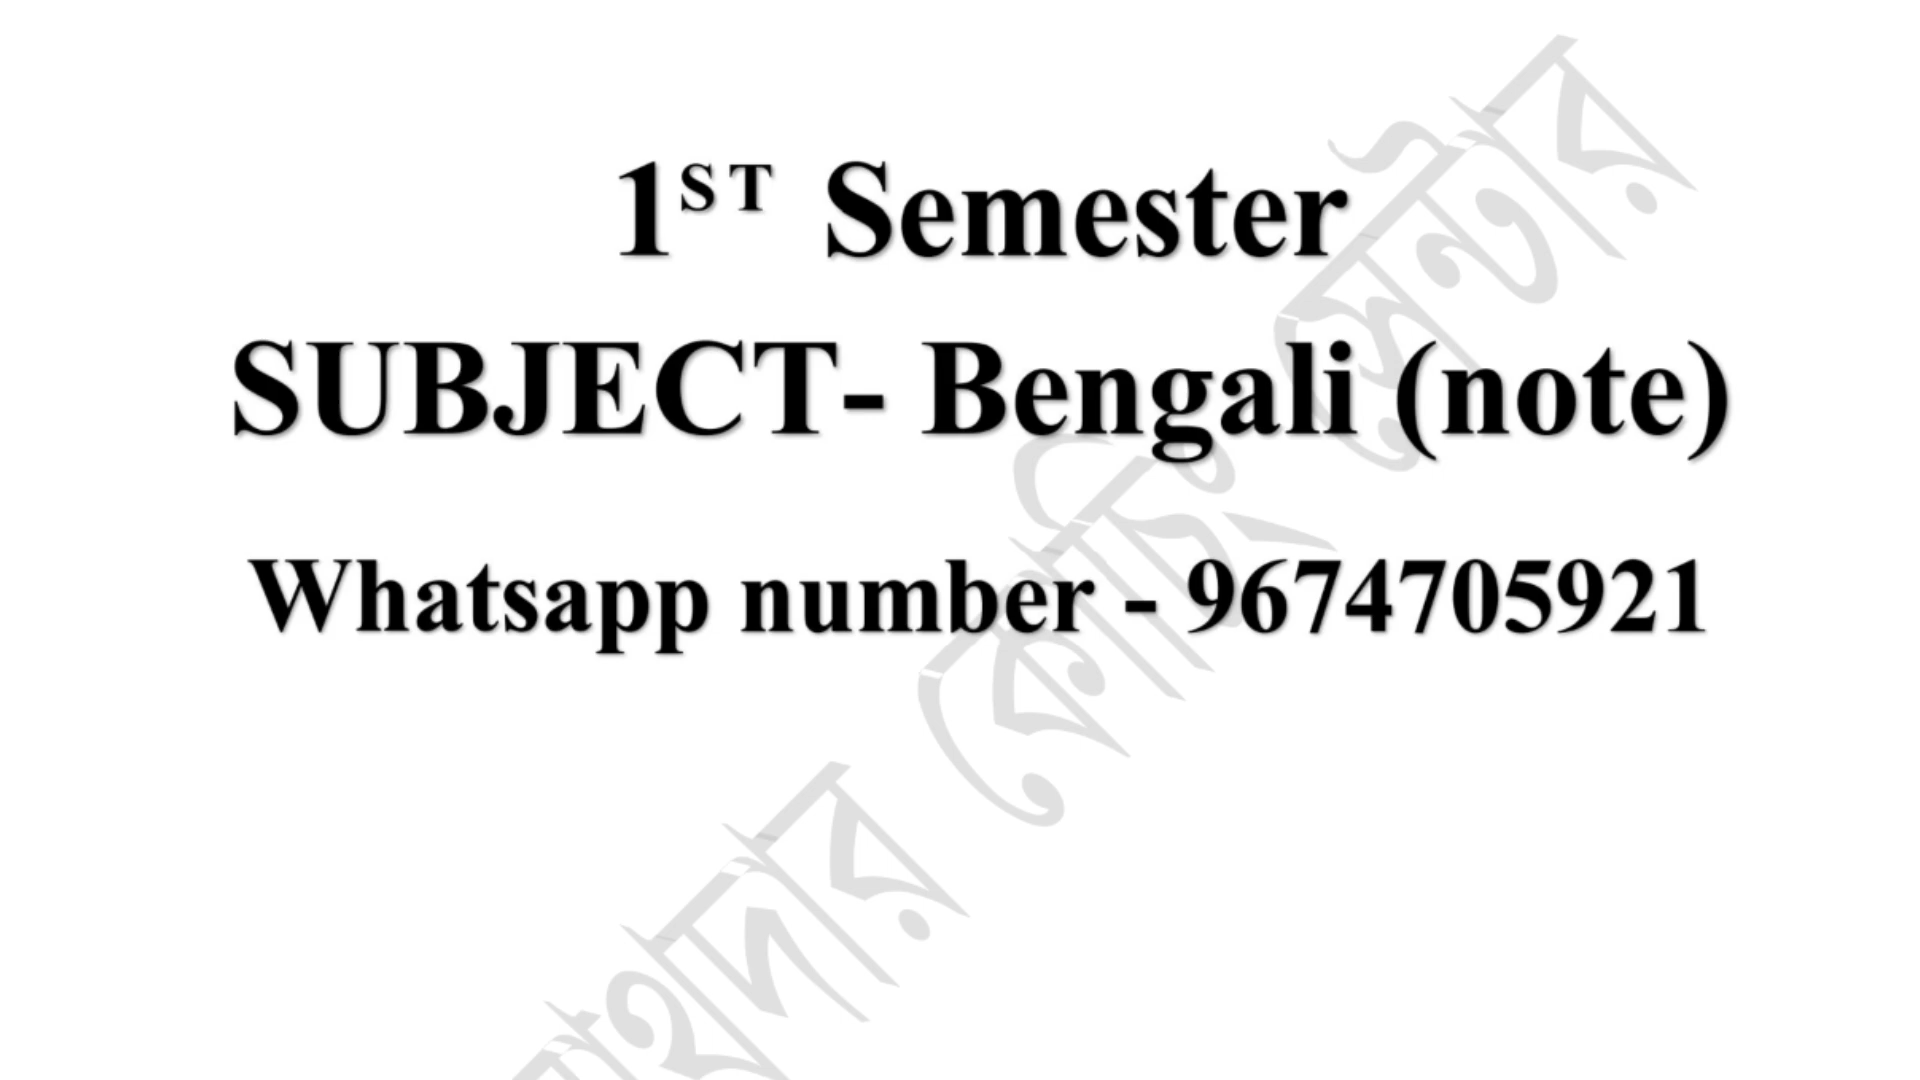 1ST Semester
SUBJECT- Bengali (note)
Whatsapp number - 9674705921
কোচিং সেন্টার